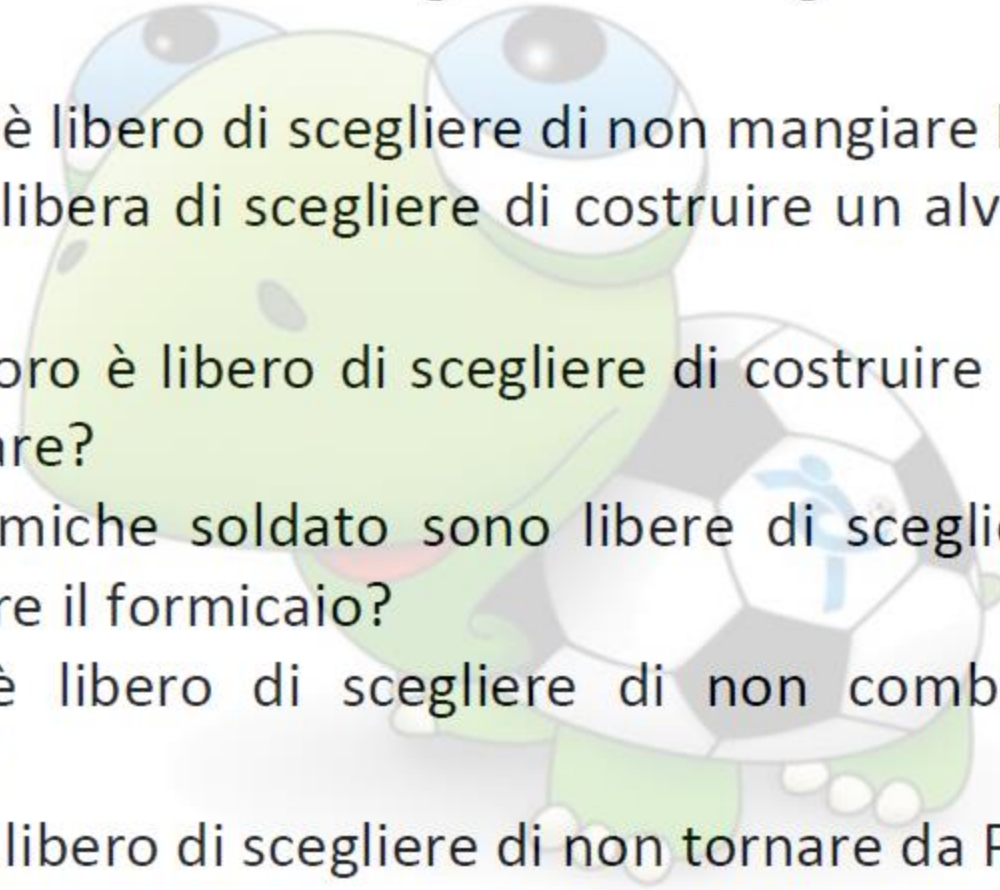 è libero di scegliere di non mangiare
libera di scegliere di costruire un alv
oro è libero di scegliere di costruire
are?
miche soldato sono libere di scegli
re il formicaio?
è libero di scegliere di non comb
libero di scegliere di non tornare da P